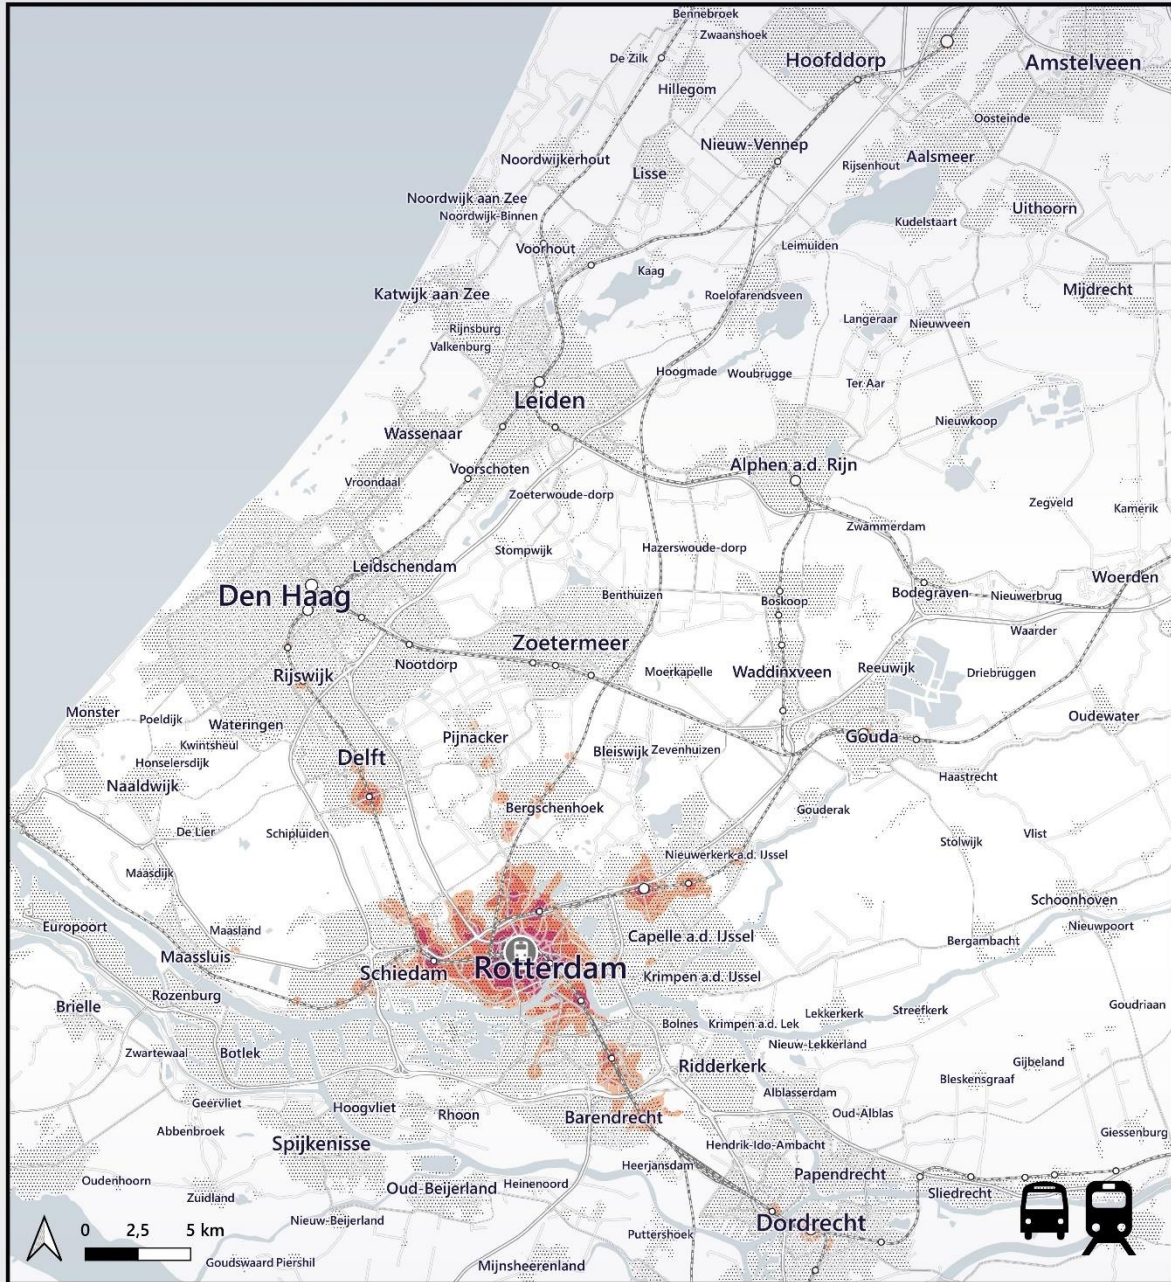 Bennebroek
Zwaanshoek
De Zilk
Hoofddorp
Amstelveen
Hillegom
Oosteinde
Nieuw-Vennep
Noordwijkerhout
Aalsmeer
Rijsenhout
Lisse
Noordwijk aan Zee
Uithoorn
Noordwijk-Binnen
Kudelstaart
Voorhout
Leimuiden
Kaag
Mijdrecht
Katwijk aan Zee
Roelofarendsveen
Langeraar
Nieuwveen
Rijnsburg
Valkenburg
Hoogmade
Woubrugge
Ter Aar
Leiden
Nieuwkoop
Wassenaar
Alphen a.d. Rijn
Voorschoten
Vroondaal
Zoeterwoude-dorp
Zegveld
Kamerik
Zwammerdam
Stompwijk
Hazerswoude-dorp
Leidschendam
Woerden
Den Haag
Benthuizen
Boskoop
Bodegraven
Nieuwerbrug
Waarder
Zoetermeer
Nootdorp
Moerkapelle
Waddinxveen
Reeuwijk
Driebruggen
Rijswijk
Monster
Poeldijk
Wateringen
Oudewater
Kwintsheul
Pijnacker
Bleiswijk
Zevenhuizen
Gouda
Honselersdijk
Delft
Haastrecht
Naaldwijk
Bergschenhoek
Gouderak
De Lier
Schipluiden
Vlist
Stolwijk
Nieuwerkerk a.d. IJssel
Maasdijk
Schoonhoven
Europoort
Maasland
Nieuwpoort
Capelle a.d. IJssel
Bergambacht
Maassluis
Schiedam
Rotterdam
Krimpen a.d. IJssel
Rozenburg
Brielle
Lekkerkerk
Streefkerk
Goudriaan
Bolnes
Krimpen a.d. Lek
Nieuw-Lekkerland
Zwartewaal
Botlek
Ridderkerk
Gijbeland
Bleskensgraaf
Geervliet
Hoogvliet
Rhoon
Barendrecht
Alblasserdam
Oud-Alblas
Abbenbroek
Spijkenisse
Hendrik-Ido-Ambacht
Giessenburg
Heerjansdam
Papendrecht
Oudenhoorn
Zuidland
Oud-Beijerland
Heinenoord
Sliedrecht
Nieuw-Beijerland
Dordrecht
0 2,5 5 km
Puttershoek
Goudswaard Piershil
Mijnsheerenland